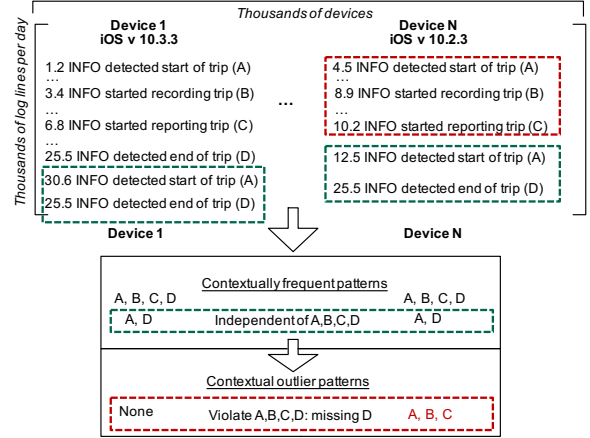 Thousands of devices
Thousands of log lines per day
Device 1
iOS v 10.3.3
1.2 INFO detected start of trip (A)
…
3.4 INFO started recording trip (B)
…
6.8 INFO started reporting trip (C)
…
25.5 INFO detected end of trip (D)
30.6 INFO detected start of trip (A)
25.5 INFO detected end of trip (D)
Device 1
...
Device N
iOS v 10.2.3
4.5 INFO detected start of trip (A)
…
8.9 INFO started recording trip (B)
…
10.2 INFO started reporting trip (C)
12.5 INFO detected start of trip (A)
25.5 INFO detected end of trip (D)
Device N
Contextually frequent patterns
A, B, C, D A, B, C, D
A, D Independent of A,B,C,D A, D
Contextual outlier patterns
None Violate A,B,C,D: missing D A, B, C